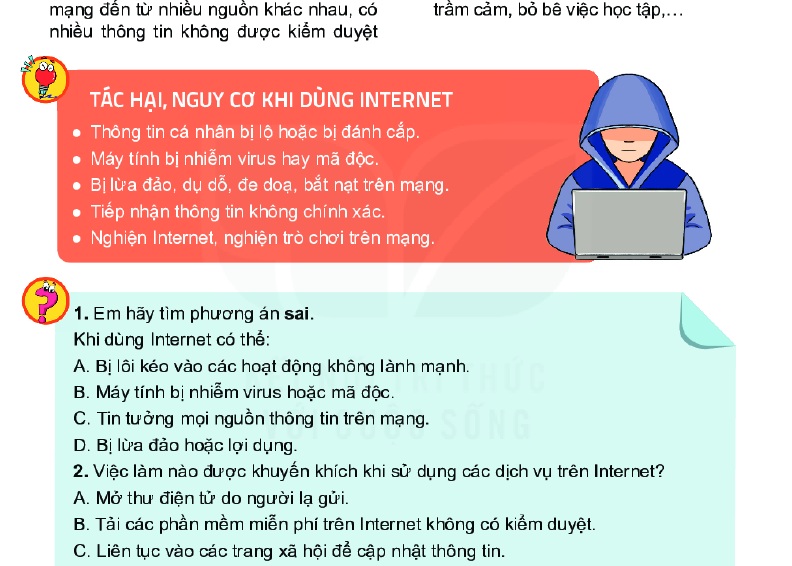 mạng đến từ nhiều nguồn khác nhau, có
nhiều thông tin không được kiểm duyệt
trầm cảm, bỏ bê việc học tập,...
TÁC HẠI, NGUY CƠ KHI DÙNG INTERNET
● Thông tin cá nhân bị lộ hoặc bị đánh cắp.
● Máy tính bị nhiễm virus hay mã độc.
● Bị lừa đảo, dụ dỗ, đe doạ, bắt nạt trên mạng.
● Tiếp nhận thông tin không chính xác.
● Nghiện Internet, nghiện trò chơi trên mạng.
1. Em hãy tìm phương án sai.
Khi dùng Internet có thể:
A. Bị lôi kéo vào các hoạt động không lành mạnh.
B. Máy tính bị nhiễm virus hoặc mã độc.
C. Tin tưởng mọi nguồn thông tin trên mạng.
D. Bị lừa đảo hoặc lợi dụng.
2. Việc làm nào được khuyến khích khi sử dụng các dịch vụ trên Internet?
A. Mở thư điện tử do người lạ gửi.
B. Tải các phần mềm miễn phí trên Internet không có kiểm duyệt.
C. Liên tục vào các trang xã hội để cập nhật thông tin.